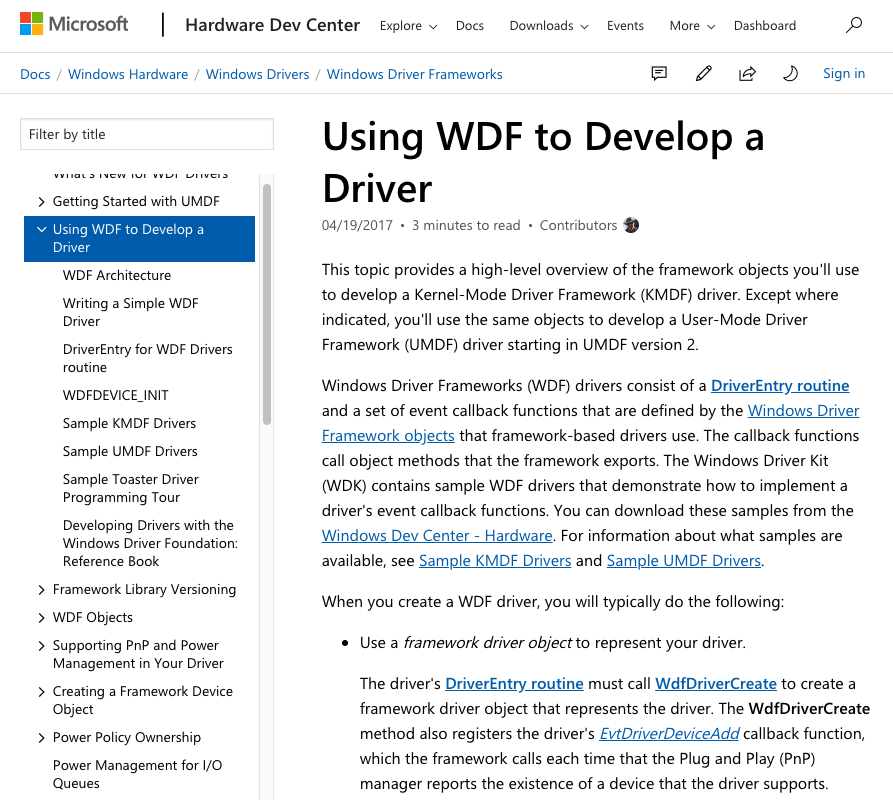 Microsoft
Hardware Dev Center
Explore
Docs
Downloads
Events
More
Dashboard
Docs / Windows Hardware / Windows Drivers / Windows Driver Frameworks
Sign in
Filter by title
What's New for WDF Drivers
Getting Started with UMDF
Using WDF to Develop a
Driver
WDF Architecture
Writing a Simple WDF
Driver
DriverEntry for WDF Drivers
routine
WDFDEVICE_INIT
Sample KMDF Drivers
Sample UMDF Drivers
Sample Toaster Driver
Programming Tour
Developing Drivers with the
Windows Driver Foundation:
Reference Book
Framework Library Versioning
WDF Objects
Supporting PnP and Power
Management in Your Driver
Creating a Framework Device
Object
Power Policy Ownership
Power Management for I/O
Queues
Using WDF to Develop a
Driver
04/19/2017 • 3 minutes to read • Contributors
This topic provides a high-level overview of the framework objects you'll use
to develop a Kernel-Mode Driver Framework (KMDF) driver. Except where
indicated, you'll use the same objects to develop a User-Mode Driver
Framework (UMDF) driver starting in UMDF version 2.
Windows Driver Frameworks (WDF) drivers consist of a DriverEntry routine
and a set of event callback functions that are defined by the Windows Driver
Framework objects that framework-based drivers use. The callback functions
call object methods that the framework exports. The Windows Driver Kit
(WDK) contains sample WDF drivers that demonstrate how to implement a
driver's event callback functions. You can download these samples from the
Windows Dev Center - Hardware. For information about what samples are
available, see Sample KMDF Drivers and Sample UMDF Drivers.
When you create a WDF driver, you will typically do the following:
• Use a framework driver object to represent your driver.
The driver's DriverEntry routine must call WdfDriverCreate to create a
framework driver object that represents the driver. The WdfDriverCreate
method also registers the driver's EvtDriverDeviceAdd callback function,
which the framework calls each time that the Plug and Play (PnP)
manager reports the existence of a device that the driver supports.